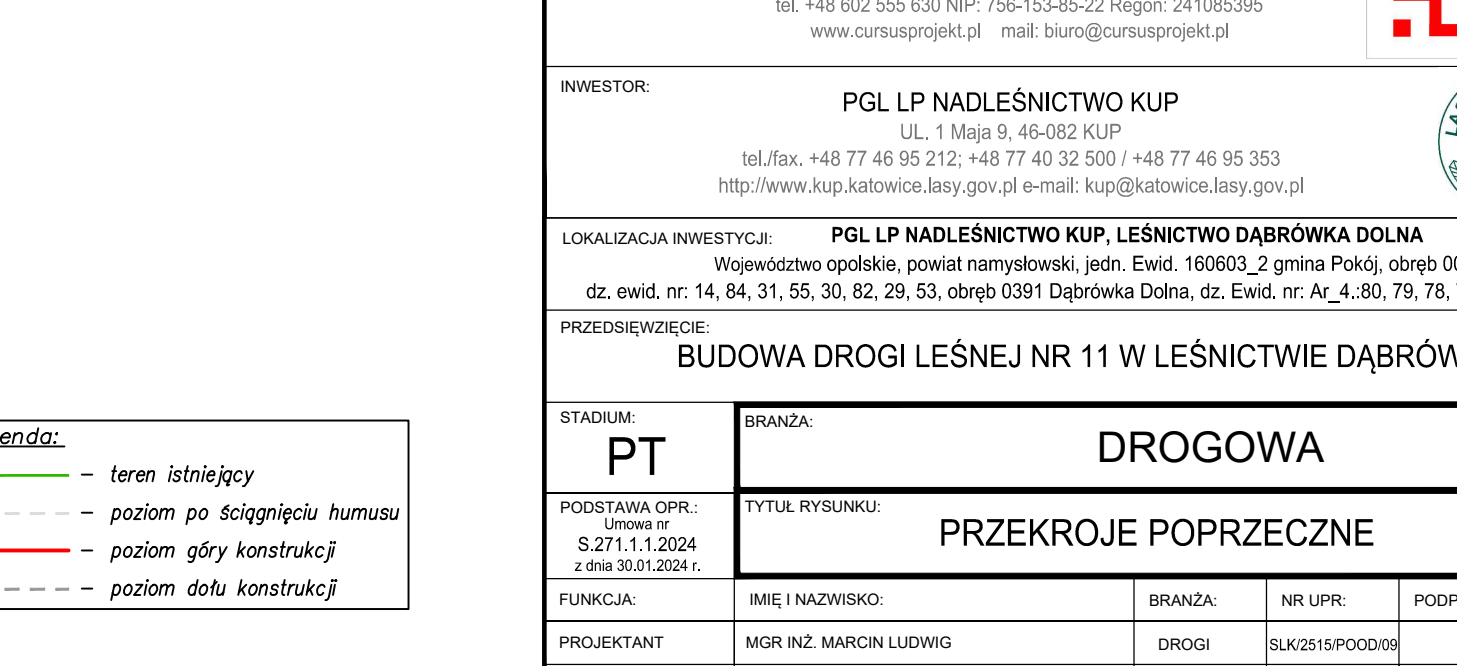 tel. +48 602 555 630 NIP: 756-153-85-22 Regon: 241085395
www.cursusprojekt.pl mail: biuro@cursusprojekt.pl
INWESTOR:
PGL LP NADLEŚNICTWO KUP
UL. 1 Maja 9, 46-082 KUP
tel./fax. +48 77 46 95 212; +48 77 40 32 500 / +48 77 46 95 353
http://www.kup.katowice.lasy.gov.pl e-mail: kup@katowice.lasy.gov.pl
LOKALIZACJA INWESTYCJI: PGL LP NADLEŚNICTWO KUP, LEŚNICTWO DĄBRÓWKA DOLNA
Województwo opolskie, powiat namysłowski, jedn. Ewid. 160603_2 gmina Pokój, obręb 00
dz. ewid. nr: 14, 84, 31, 55, 30, 82, 29, 53, obręb 0391 Dąbrówka Dolna, dz. Ewid. nr: Ar_4.:80, 79, 78,
PRZEDSIĘWZIĘCIE:
BUDOWA DROGI LEŚNEJ NR 11 W LEŚNICTWIE DĄBRÓW
STADIUM:
PT
BRANŻA:
DROGOWA
PODSTAWA OPR.:
Umowa nr
S.271.1.1.2024
z dnia 30.01.2024 r.
TYTUŁ RYSUNKU:
PRZEKROJE POPRZECZNE
FUNKCJA: IMIĘ I NAZWISKO: BRANŻA: NR UPR: PODP
PROJEKTANT MGR INŻ. MARCIN LUDWIG DROGI SLK/2515/POOD/09
enda:
– teren istniejący
– poziom po ściągnięciu humusu
– poziom góry konstrukcji
– poziom dołu konstrukcji